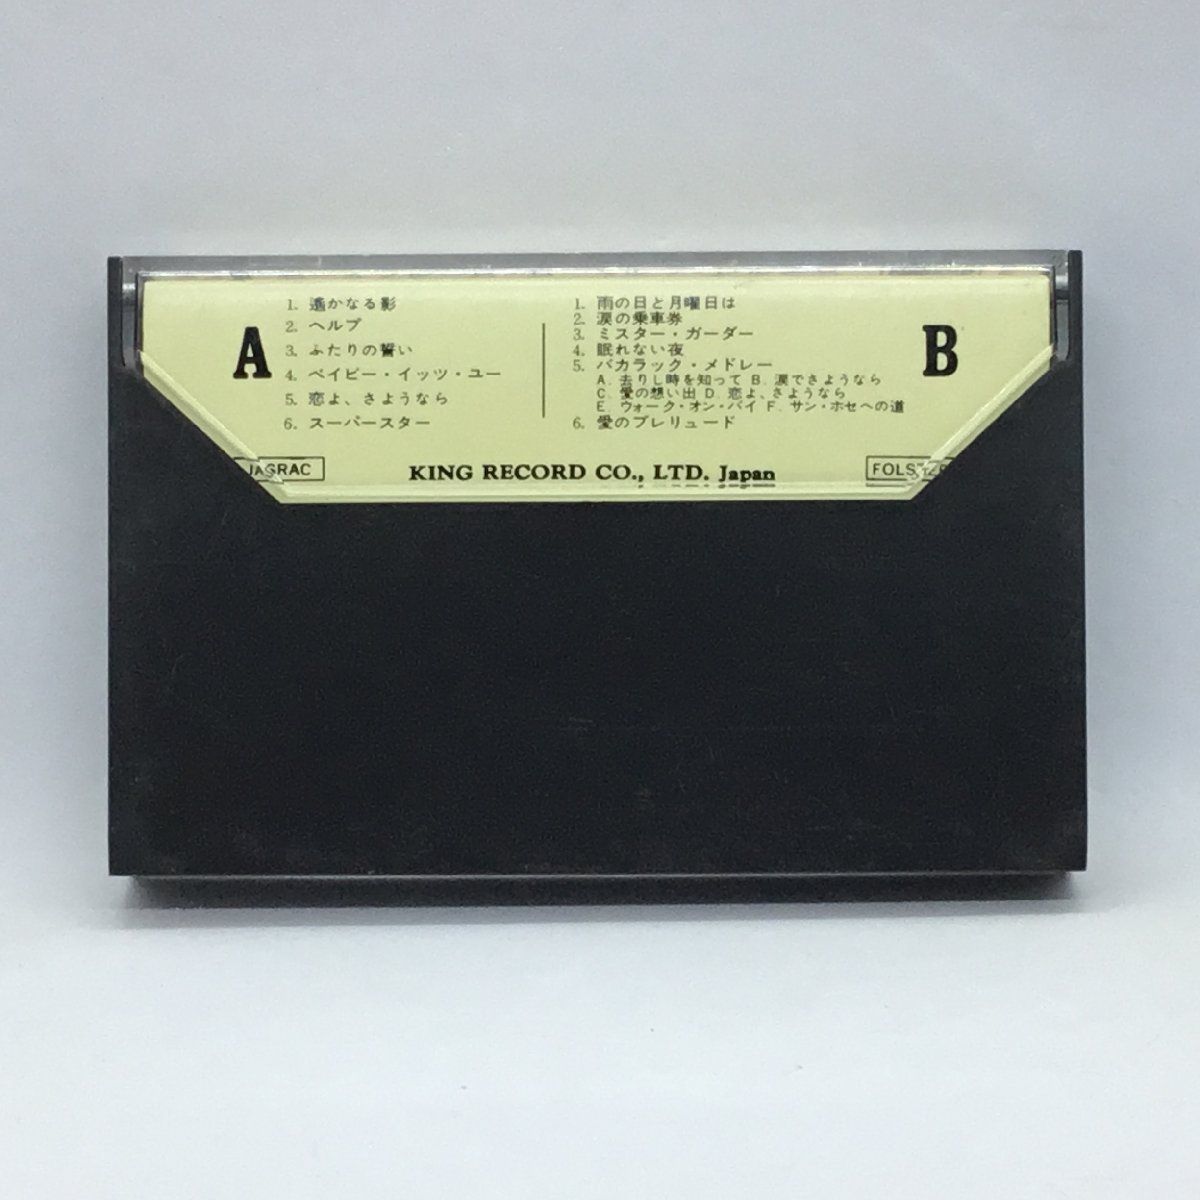 A
1. 遙かなる影
2. ヘルプ
3. ふたりの誓い
4. ベイビー・イッツ・ユー
5. 恋よ、さようなら
6. スーパースター
1. 雨の日と月曜日は
2. 涙の乗車券
3. ミスター・ガーダー
4. 眠れない夜
5. バカラック・メドレー
A. 去りし時を知って B. 涙でさようなら
C. 愛の想い出 D. 恋よ、さようなら
E. ウォーク・オン・バイ F. サン・ホセへの道
6. 愛のプレリュード
B
JAGRAC
KING RECORD CO., LTD. Japan